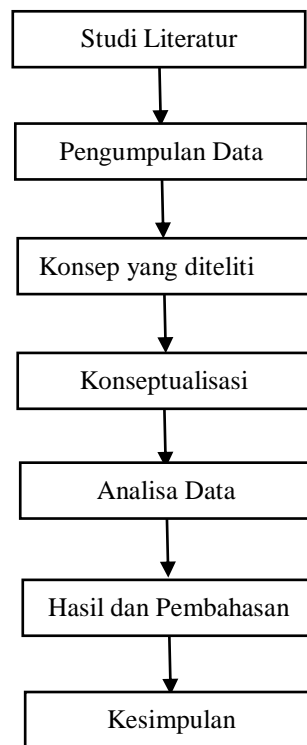 Studi Literatur
Pengumpulan Data
Konsep yang diteliti
Konseptualisasi
Analisa Data
Hasil dan Pembahasan
Kesimpulan